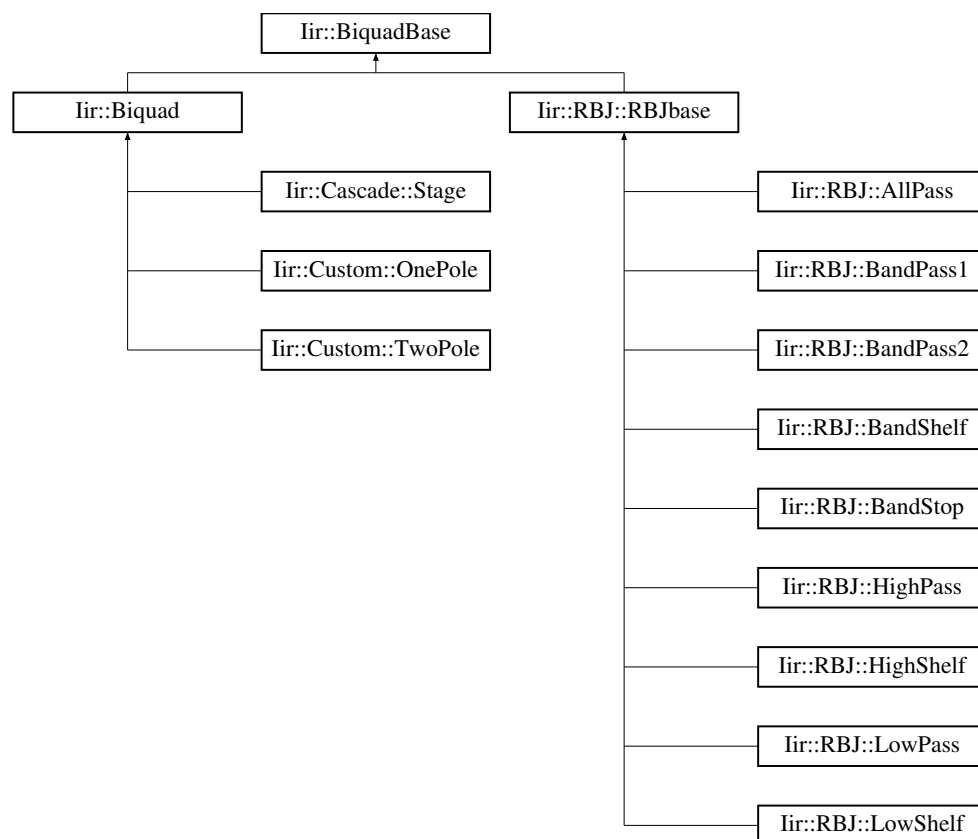 Iir::BiquadBase
Iir::Biquad
Iir::RBJ::RBJbase
Iir::Cascade::Stage
Iir::RBJ::AllPass
Iir::Custom::OnePole
Iir::RBJ::BandPass1
Iir::Custom::TwoPole
Iir::RBJ::BandPass2
Iir::RBJ::BandShelf
Iir::RBJ::BandStop
Iir::RBJ::HighPass
Iir::RBJ::HighShelf
Iir::RBJ::LowPass
Iir::RBJ::LowShelf